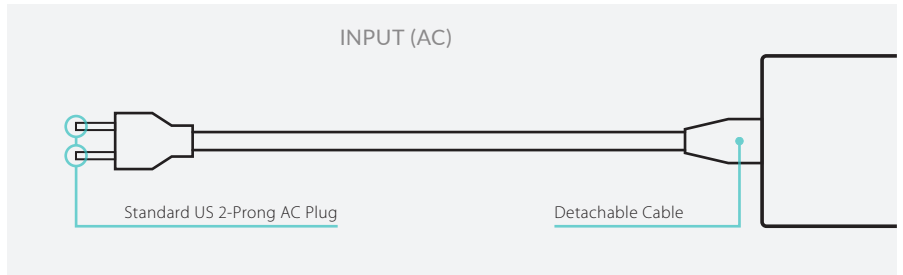 INPUT (AC)
Standard US 2-Prong AC Plug
Detachable Cable